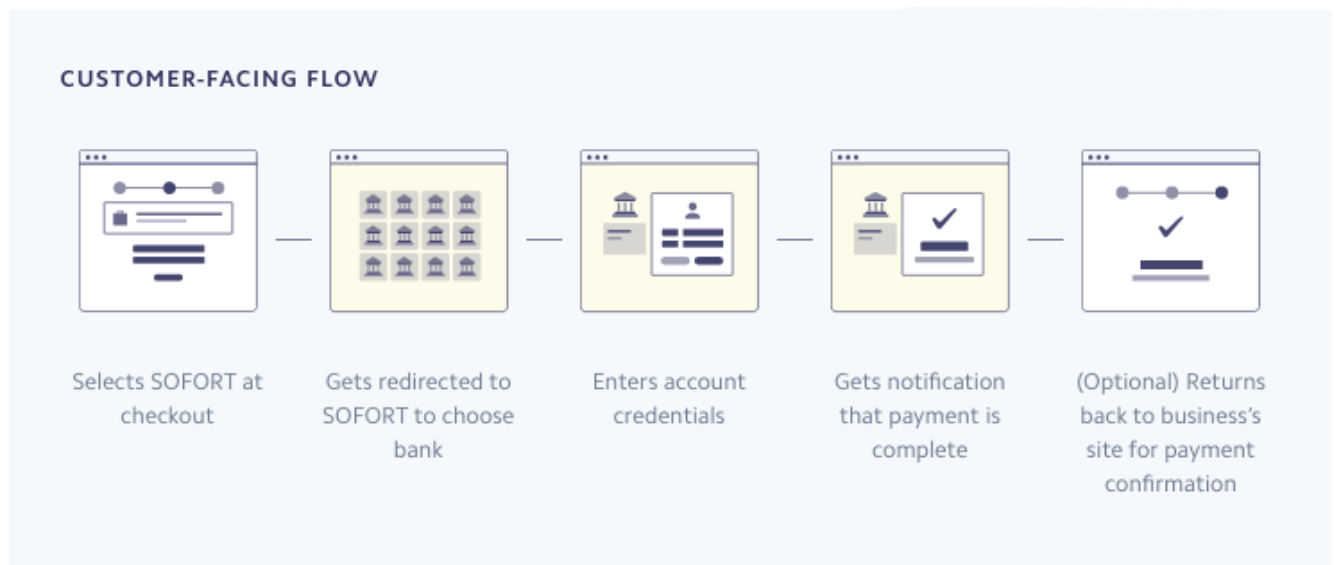 CUSTOMER-FACING FLOW
Selects SOFORT at
checkout
Gets redirected to
SOFORT to choose
bank
Enters account
credentials
Gets notification
that payment is
complete
(Optional) Returns
back to business’s
site for payment
confirmation